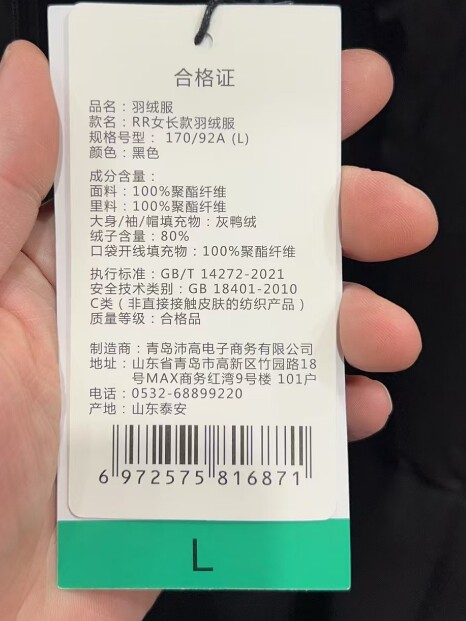 合格证
品名：羽绒服
款名：RR女长款羽绒服
规格号型： 170/92A (L)
颜色：黑色
成分含量：
面料：100%聚酯纤维
里料：100%聚酯纤维
大身/袖/帽填充物：灰鸭绒
绒子含量：80%
口袋开线填充物：100%聚酯纤维
执行标准：GB/T 14272-2021
安全技术类别：GB 18401-2010
C类（非直接接触皮肤的纺织产品）
质量等级：合格品
制造商：青岛沛高电子商务有限公司
地址：山东省青岛市高新区竹园路18
号MAX商务红湾9号楼 101户
电话：0532-68899220
产地：山东泰安
6 972575 816871
L